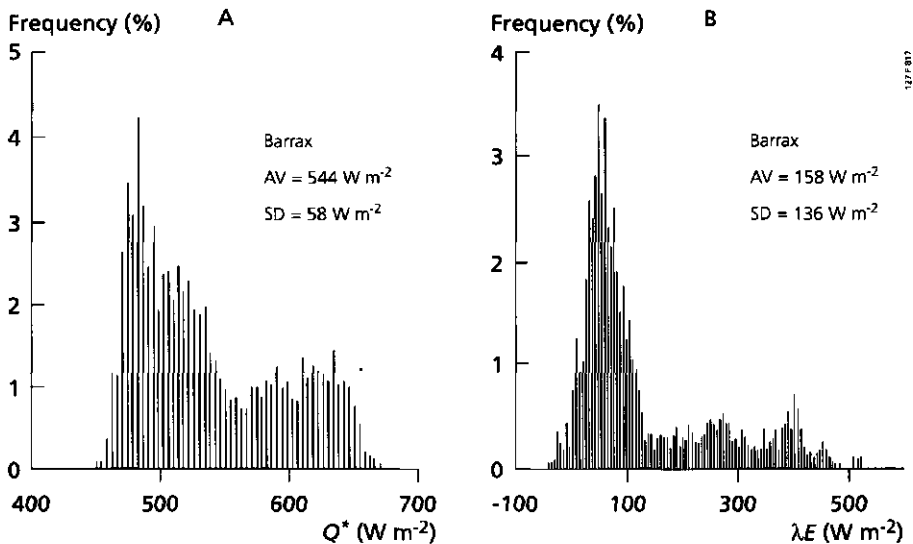 Frequency (%)
A
5
4
3
2
1
0
Barrax
AV = 544 W m-2
SD = 58 W m-2
400
500
600
700
Q* (W m-2)
Frequency (%)
B
4
3
2
1
0
Barrax
AV = 158 W m-2
SD = 136 W m-2
-100
100
300
500
λE (W m-2)